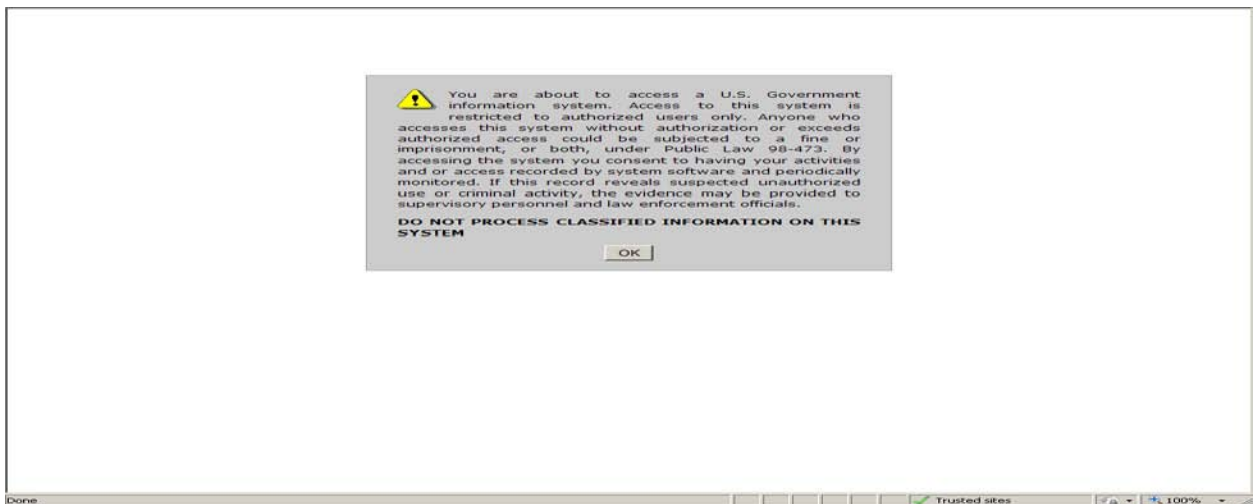 You are about to access a U.S. Government
information system. Access to this system is
restricted to authorized users only. Anyone who
accesses this system without authorization or exceeds
authorized access could be subjected to a fine or
imprisonment, or both, under Public Law 98-473. By
accessing the system you consent to having your activities
and or access recorded by system software and periodically
monitored. If this record reveals suspected unauthorized
use or criminal activity, the evidence may be provided to
supervisory personnel and law enforcement officials.
DO NOT PROCESS CLASSIFIED INFORMATION ON THIS
SYSTEM
OK
Done
Trusted sites
100%